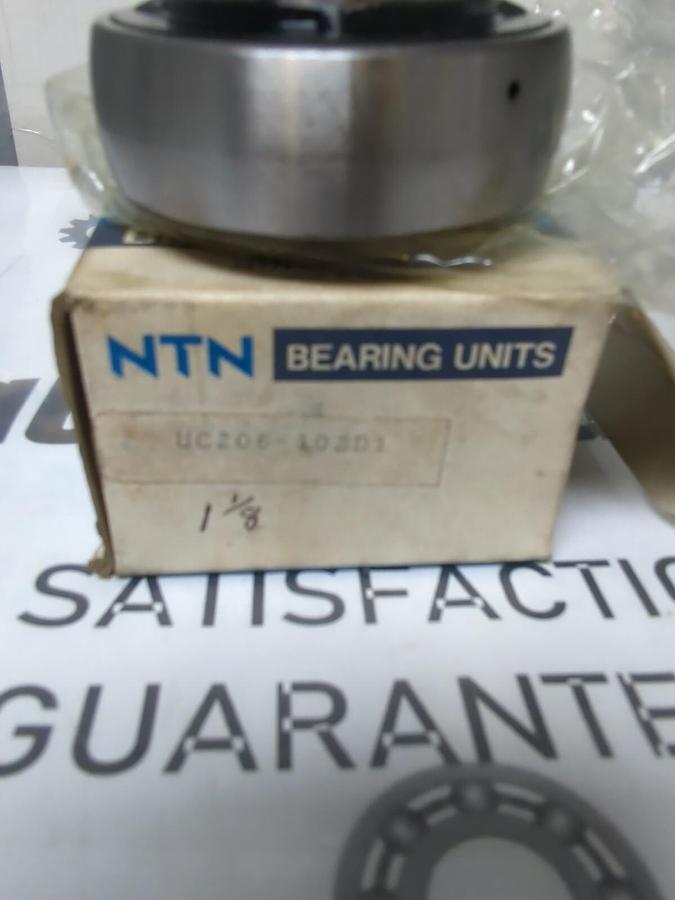 NTN BEARING UNITS
UC206-102D1
1 1/8
SATISFACTI
GUARANTE